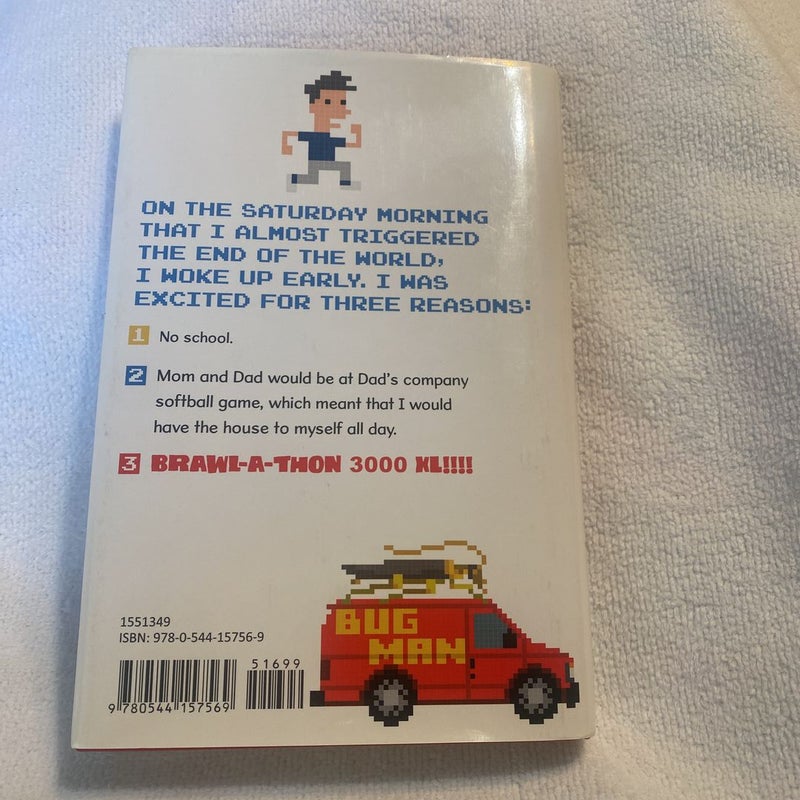 ON THE SATURDAY MORNING
THAT I ALMOST TRIGGERED
THE END OF THE WORLD,
I WOKE UP EARLY. I WAS
EXCITED FOR THREE REASONS:
1 No school.
2 Mom and Dad would be at Dad's company
softball game, which meant that I would
have the house to myself all day.
3 BRAWL-A-THON 3000 XL!!!!
BUG
MAN
1551349
ISBN: 978-0-544-15756-9
51699
9 780544 157569